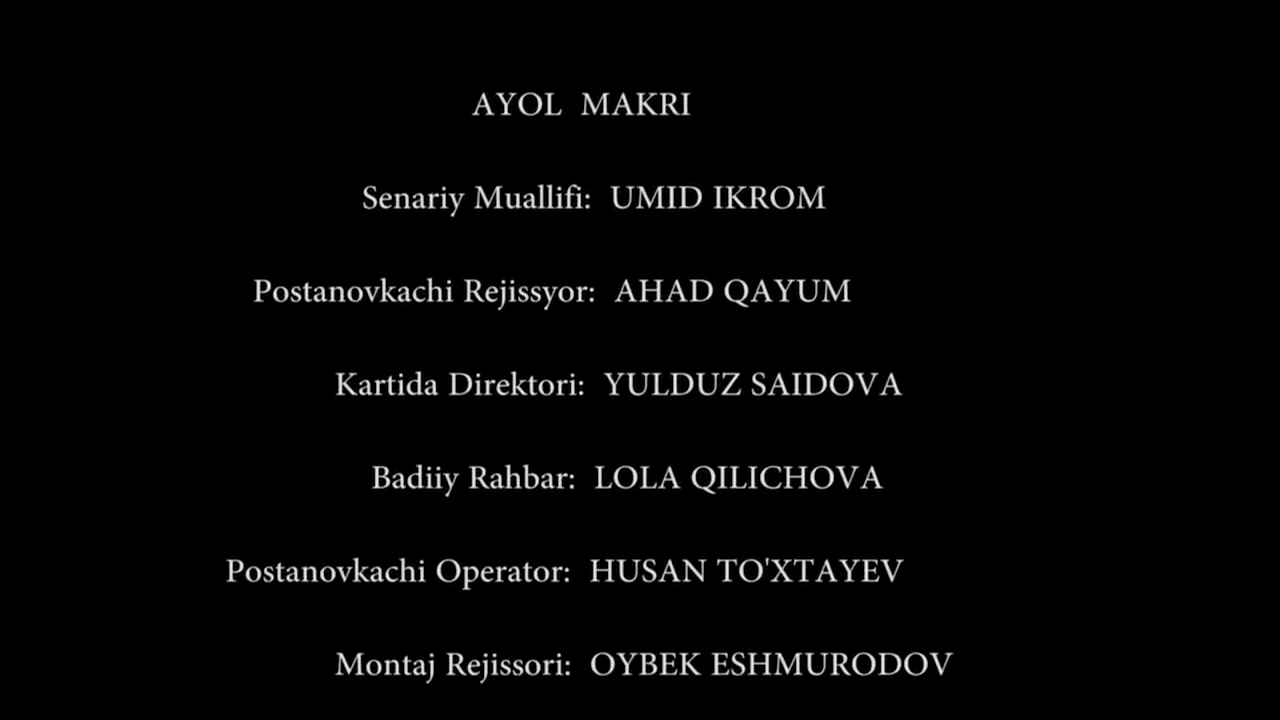 AYOL MAKRI
Senariy Muallifi: UMID IKROM
Postanovkachi Rejissyor: AHAD QAYUM
Kartida Direktori: YULDUZ SAIDOVA
Badiiy Rahbar: LOLA QILICHOVA
Postanovkachi Operator: HUSAN TO'XTAYEV
Montaj Rejissori: OYBEK ESHMURODOV